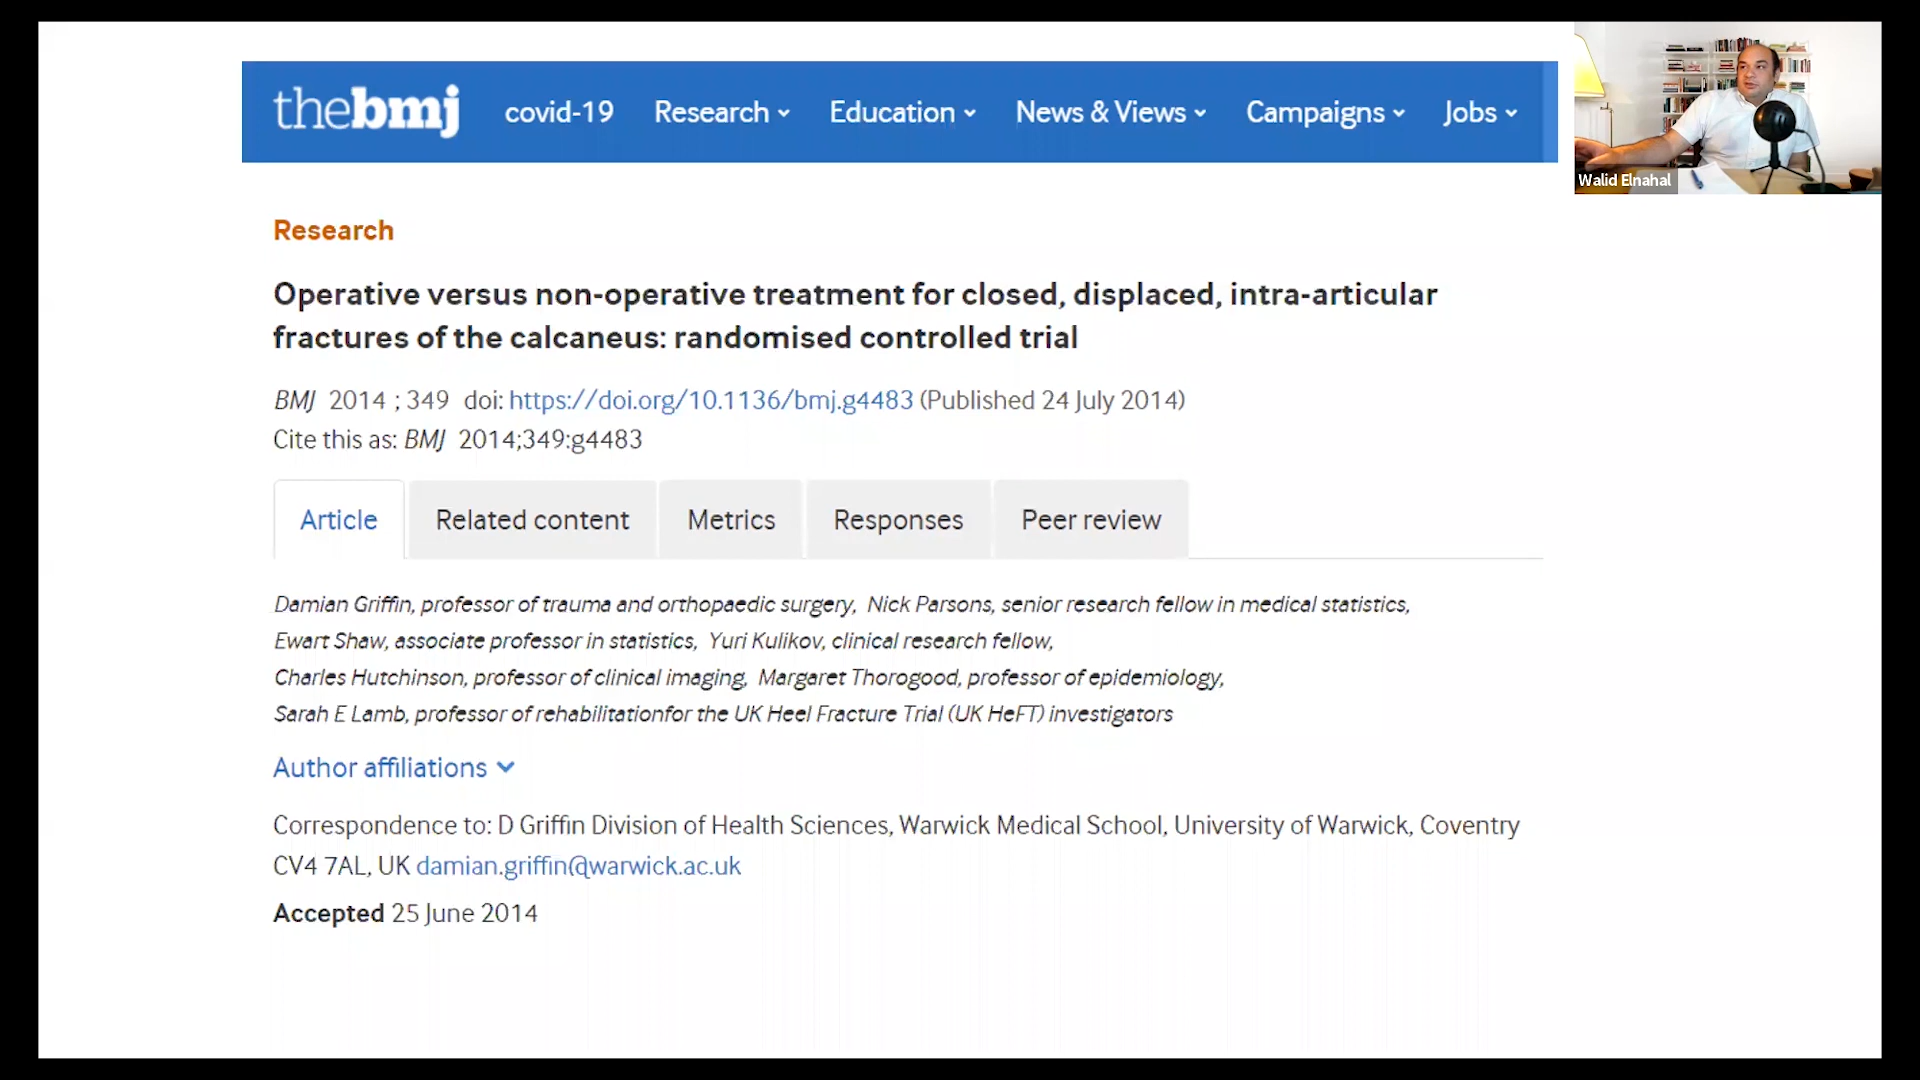 thebmj covid-19 Research Education News & Views Campaigns Jobs
Walid Elnahal
Research
Operative versus non-operative treatment for closed, displaced, intra-articular
fractures of the calcaneus: randomised controlled trial
BMJ 2014 ; 349 doi: https://doi.org/10.1136/bmj.g4483 (Published 24 July 2014)
Cite this as: BMJ 2014;349:g4483
Article Related content Metrics Responses Peer review
Damian Griffin, professor of trauma and orthopaedic surgery, Nick Parsons, senior research fellow in medical statistics,
Ewart Shaw, associate professor in statistics, Yuri Kulikov, clinical research fellow,
Charles Hutchinson, professor of clinical imaging, Margaret Thorogood, professor of epidemiology,
Sarah E Lamb, professor of rehabilitationfor the UK Heel Fracture Trial (UK HeFT) investigators
Author affiliations
Correspondence to: D Griffin Division of Health Sciences, Warwick Medical School, University of Warwick, Coventry
CV4 7AL, UK damian.griffin@warwick.ac.uk
Accepted 25 June 2014